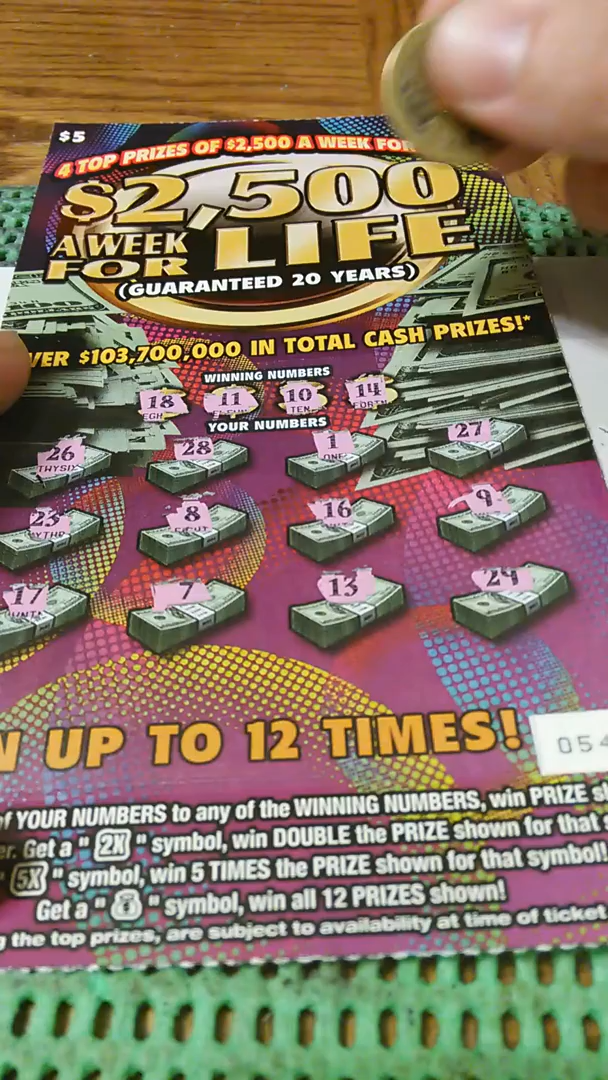 $5
4 TOP PRIZES OF $2,500 A WEEK FOR
$2,500
A WEEK
FOR LIFE
(GUARANTEED 20 YEARS)
VER $103,700,000 IN TOTAL CASH PRIZES!*
WINNING NUMBERS
18 11 10 14
TEN
YOUR NUMBERS
26 28 1 27
ONE
23 8 16 9
17 7 13 29
N UP TO 12 TIMES!
054
of YOUR NUMBERS to any of the WINNING NUMBERS, win PRIZE s
er. Get a "2X" symbol, win DOUBLE the PRIZE shown for that s
"5X" symbol, win 5 TIMES the PRIZE shown for that symbol!
Get a " " symbol, win all 12 PRIZES shown!
g the top prizes, are subject to availability at time of ticket